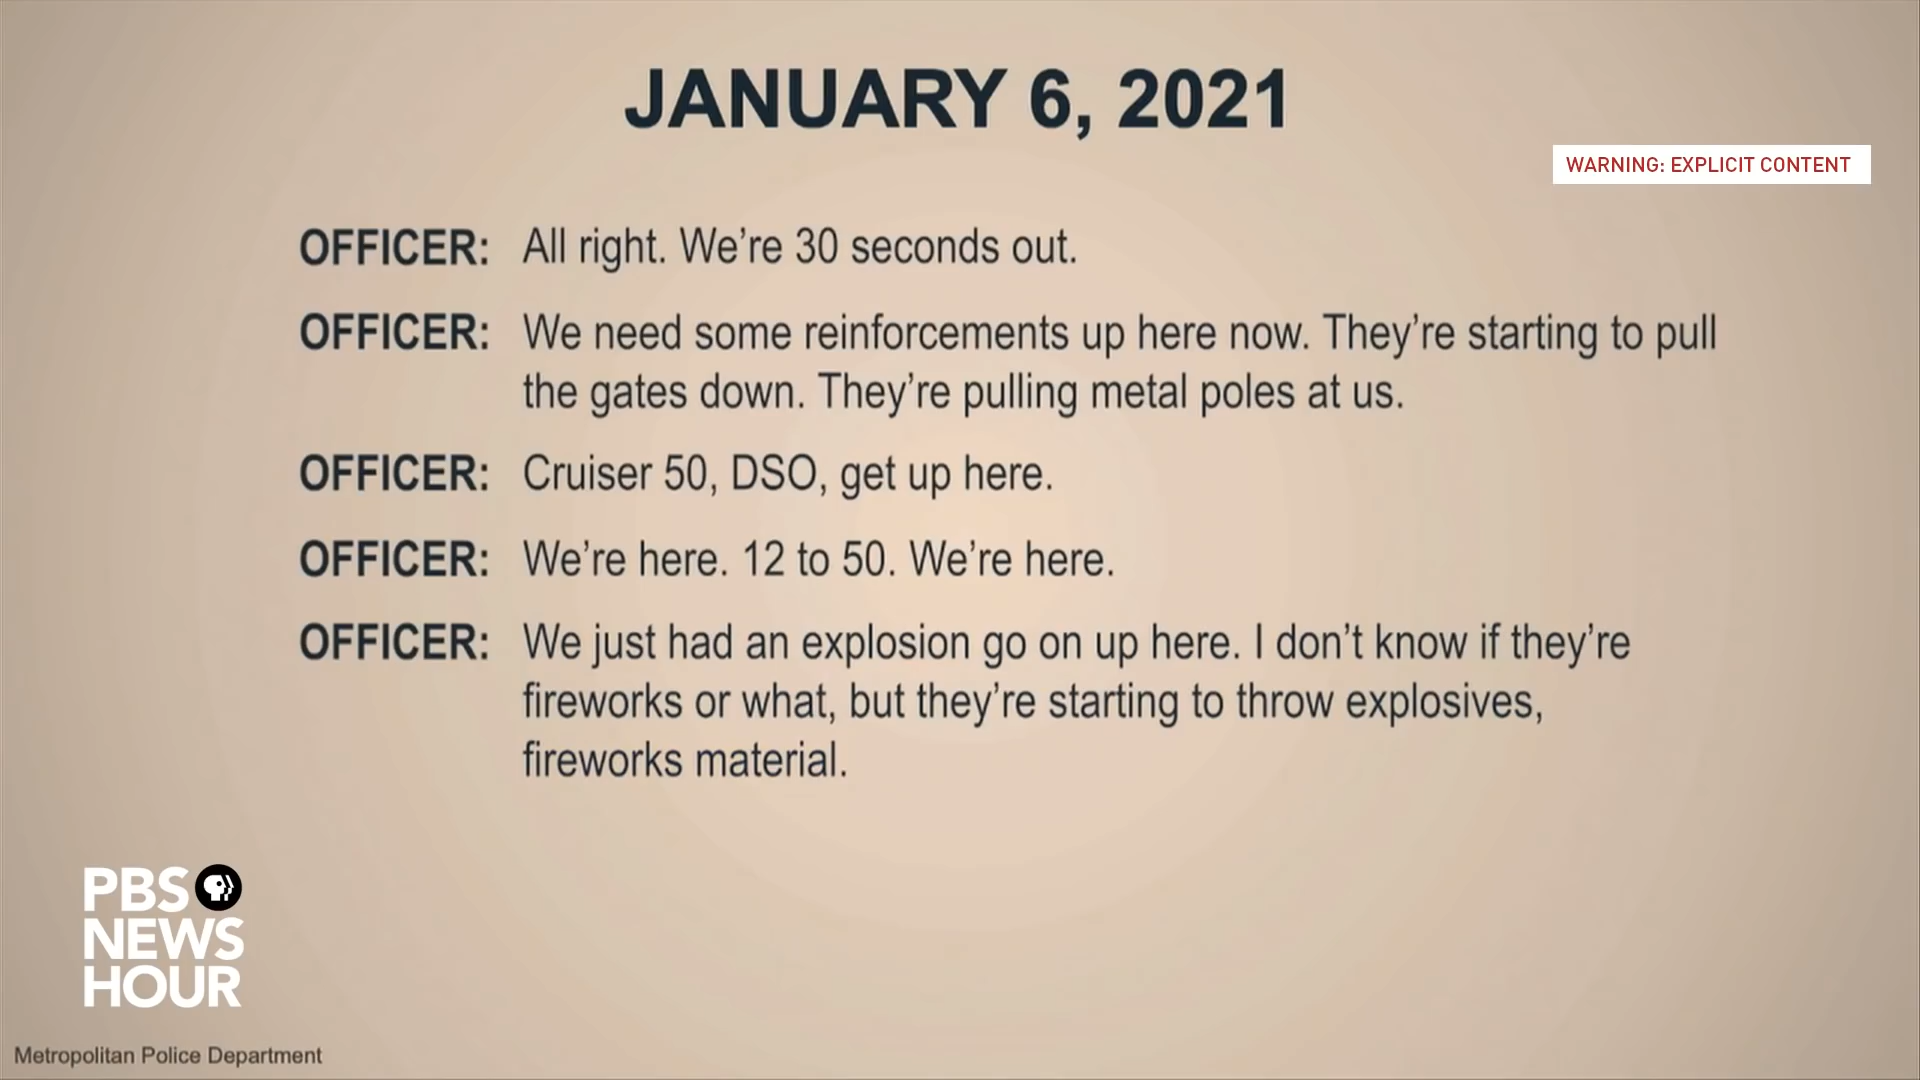 JANUARY 6, 2021
WARNING: EXPLICIT CONTENT
OFFICER: All right. We’re 30 seconds out.
OFFICER: We need some reinforcements up here now. They’re starting to pull
the gates down. They’re pulling metal poles at us.
OFFICER: Cruiser 50, DSO, get up here.
OFFICER: We’re here. 12 to 50. We’re here.
OFFICER: We just had an explosion go on up here. I don’t know if they’re
fireworks or what, but they’re starting to throw explosives,
fireworks material.
PBS
NEWS
HOUR
Metropolitan Police Department